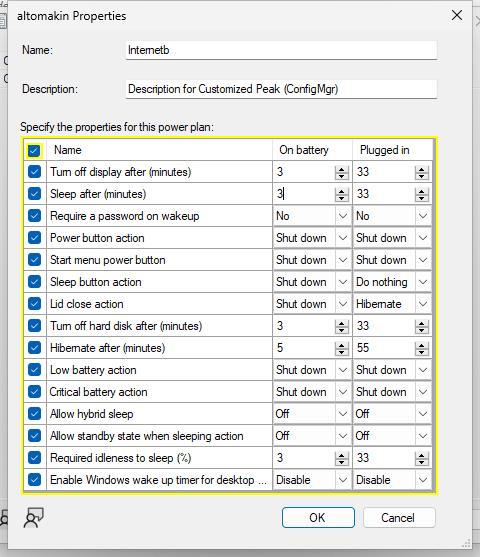 altomakin Properties
Name: Internetb
Description: Description for Customized Peak (ConfigMgr)
Specify the properties for this power plan:
Name On battery Plugged in
Turn off display after (minutes) 3 33
Sleep after (minutes) 3 33
Require a password on wakeup No No
Power button action Shut down Shut down
Start menu power button Shut down Shut down
Sleep button action Shut down Do nothing
Lid close action Shut down Hibernate
Turn off hard disk after (minutes) 3 33
Hibernate after (minutes) 5 55
Low battery action Shut down Shut down
Critical battery action Shut down Shut down
Allow hybrid sleep Off Off
Allow standby state when sleeping action Off Off
Required idleness to sleep (%) 3 33
Enable Windows wake up timer for desktop ... Disable Disable
OK Cancel